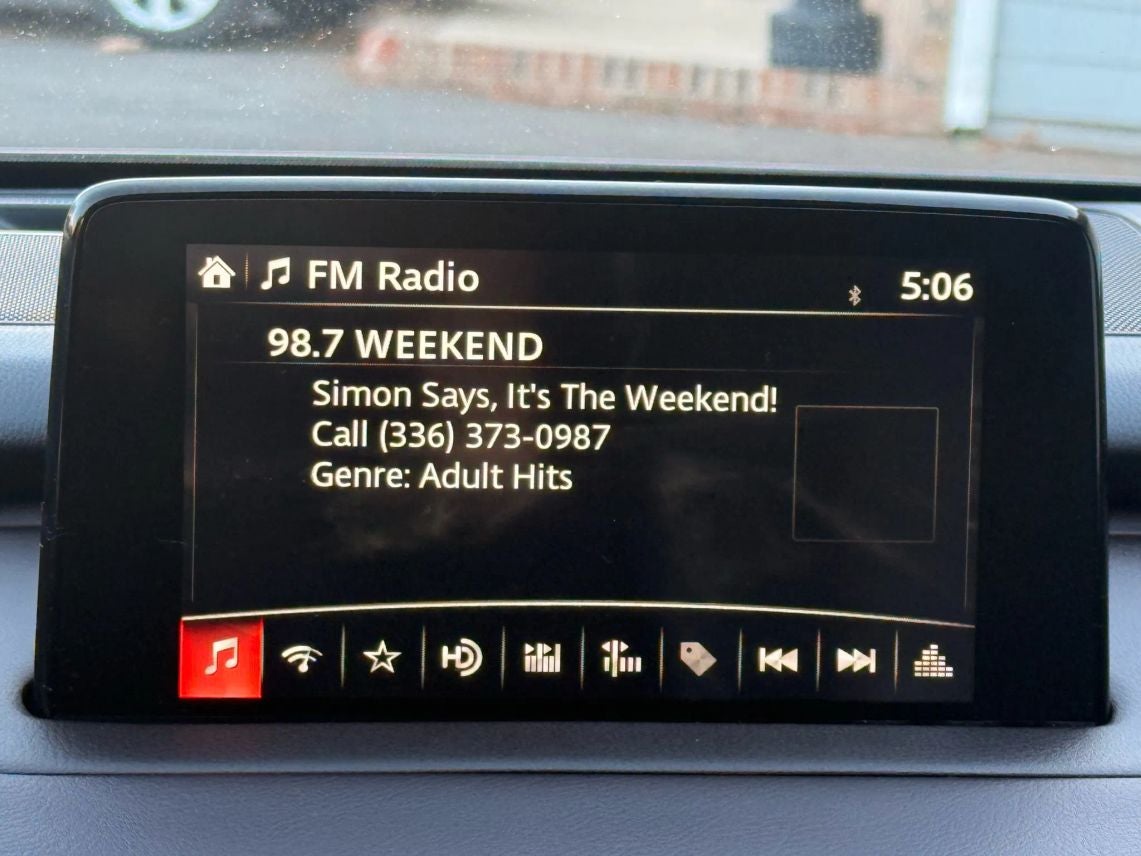 FM Radio
5:06
98.7 WEEKEND
Simon Says, It's The Weekend!
Call (336) 373-0987
Genre: Adult Hits
HD